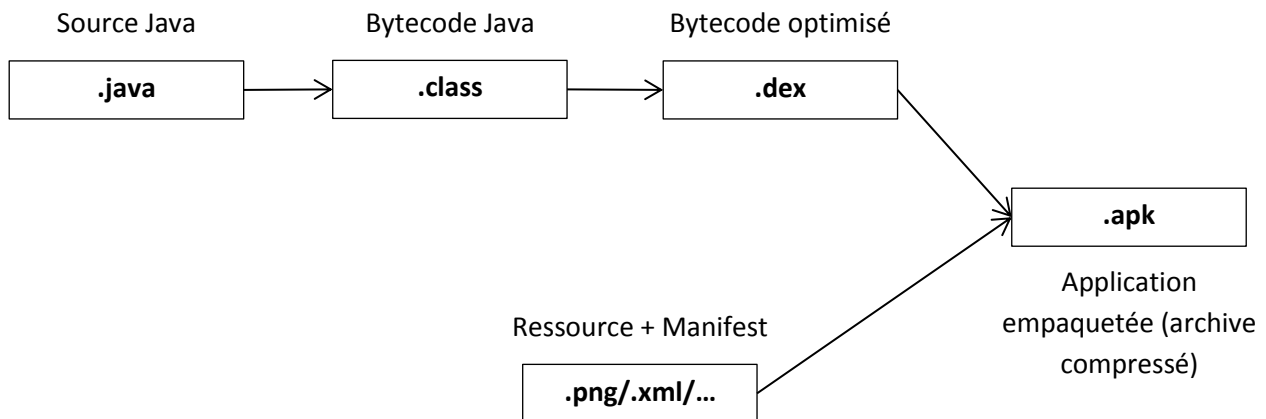 Source Java
Bytecode Java
Bytecode optimisé
.java
.class
.dex
.apk
Application
empaquetée (archive
compressé)
Ressource + Manifest
.png/.xml/…